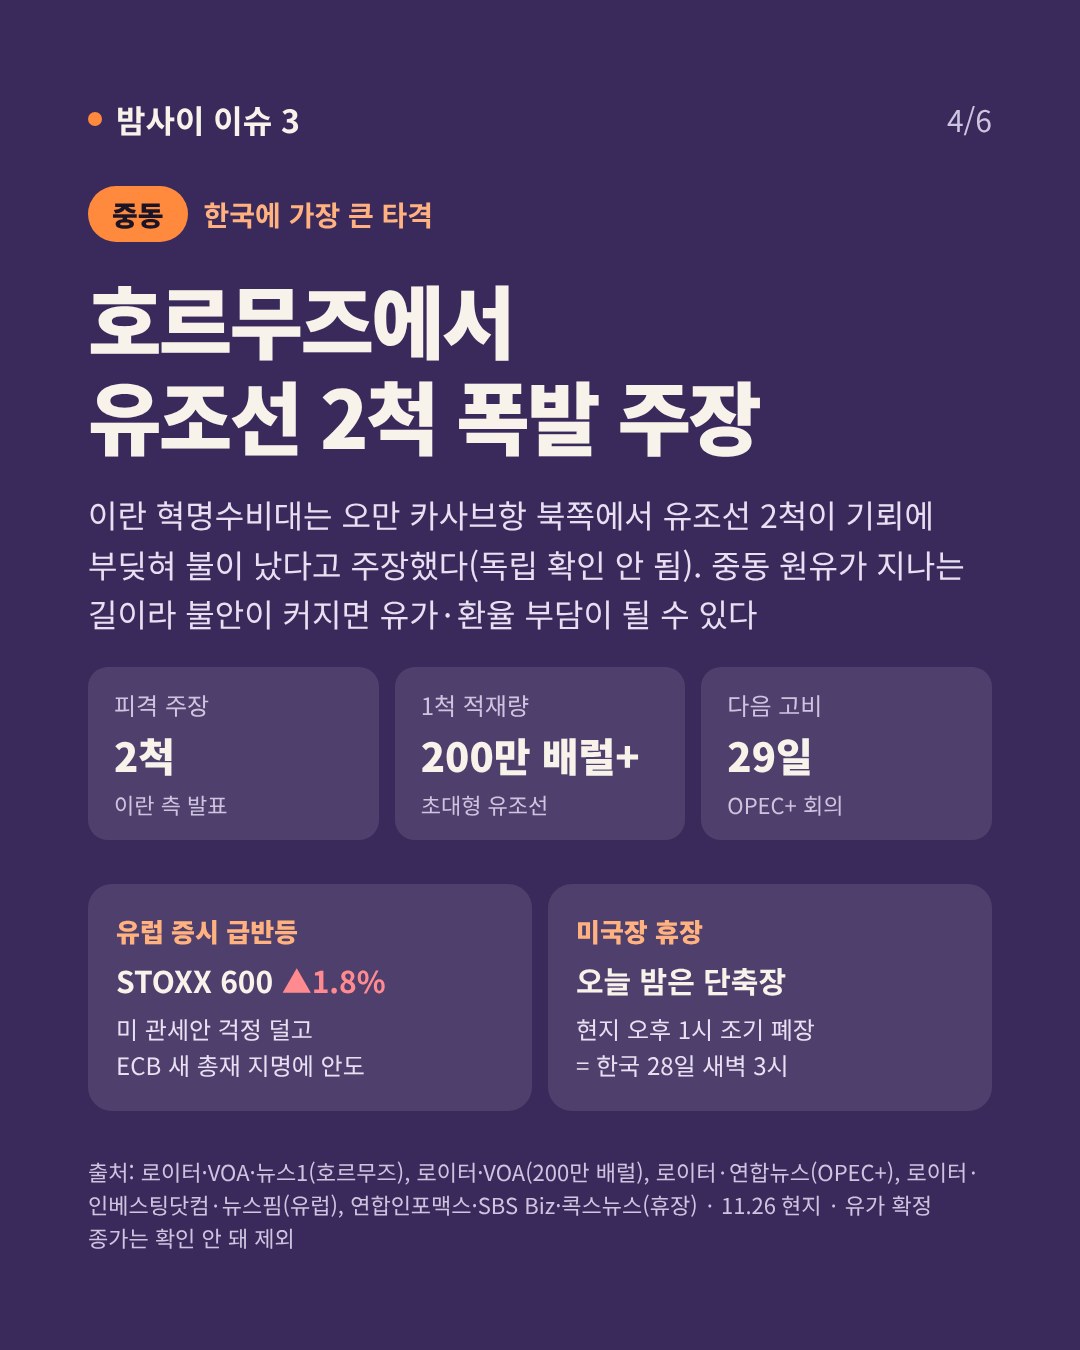 밤사이 이슈 3
4/6
중동 한국에 가장 큰 타격
호르무즈에서
유조선 2척 폭발 주장
이란 혁명수비대는 오만 카사브항 북쪽에서 유조선 2척이 기뢰에
부딪혀 불이 났다고 주장했다(독립 확인 안 됨). 중동 원유가 지나는
길이라 불안이 커지면 유가·환율 부담이 될 수 있다
피격 주장
2척
이란 측 발표
1척 적재량
200만 배럴+
초대형 유조선
다음 고비
29일
OPEC+ 회의
유럽 증시 급반등
STOXX 600 ▲1.8%
미 관세안 걱정 덜고
ECB 새 총재 지명에 안도
미국장 휴장
오늘 밤은 단축장
현지 오후 1시 조기 폐장
= 한국 28일 새벽 3시
출처: 로이터·VOA·뉴스1(호르무즈), 로이터·VOA(200만 배럴), 로이터·연합뉴스(OPEC+), 로이터·
인베스팅닷컴·뉴스핌(유럽), 연합인포맥스·SBS Biz·콕스뉴스(휴장) · 11.26 현지 · 유가 확정
종가는 확인 안 돼 제외